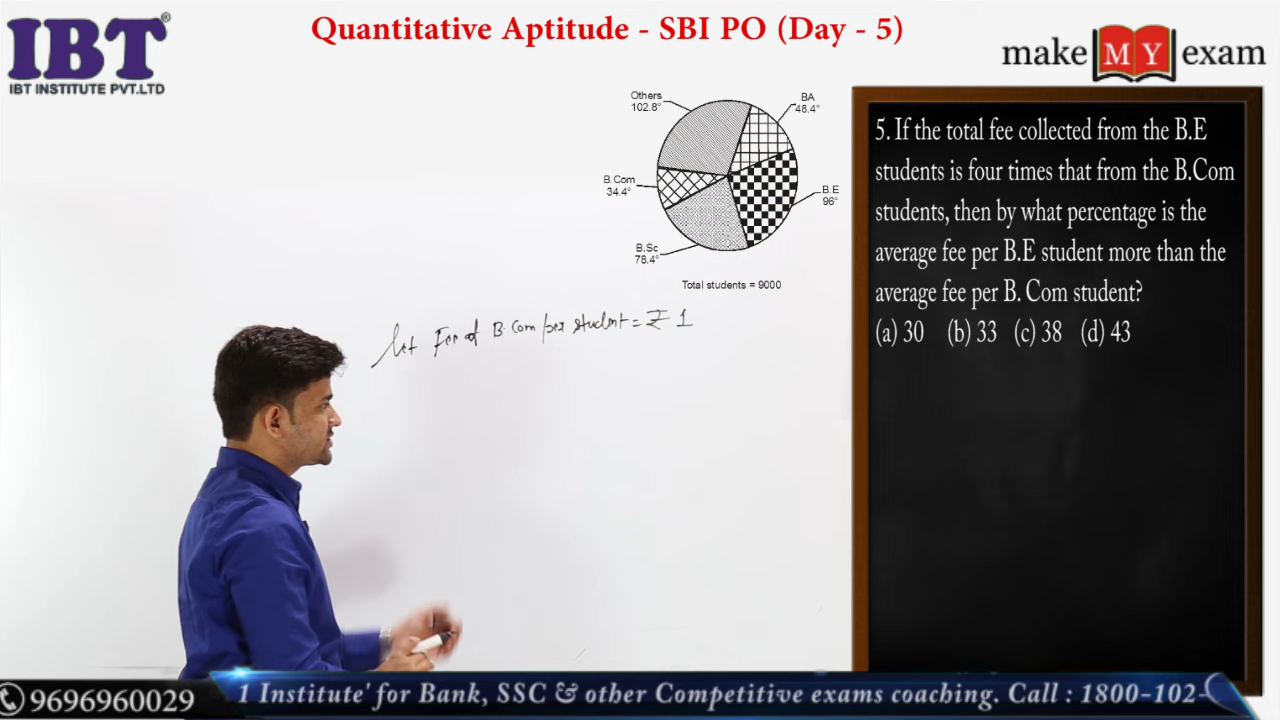 IBT®
IBT INSTITUTE PVT.LTD
Quantitative Aptitude - SBI PO (Day - 5)
make MY exam
Others
102.8°
BA
48.4°
B.Com
34.4°
B.E
96°
B.Sc
78.4°
Total students = 9000
let Fee of B.Com per student = ₹ 1
5. If the total fee collected from the B.E
students is four times that from the B.Com
students, then by what percentage is the
average fee per B.E student more than the
average fee per B. Com student?
(a) 30 (b) 33 (c) 38 (d) 43
9696960029
1 Institute' for Bank, SSC & other Competitive exams coaching. Call : 1800-102-